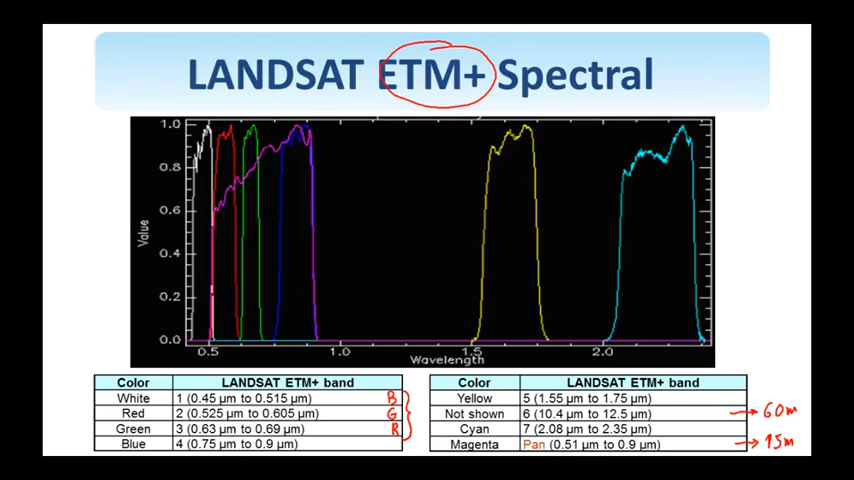 LANDSAT ETM+ Spectral
1.0
0.8
0.6
0.4
0.2
0.0
Value
0.5 1.0 1.5 2.0
Wavelength
Color LANDSAT ETM+ band
White 1 (0.45 µm to 0.515 µm) B
Red 2 (0.525 µm to 0.605 µm) G
Green 3 (0.63 µm to 0.69 µm) R
Blue 4 (0.75 µm to 0.9 µm)
Color LANDSAT ETM+ band
Yellow 5 (1.55 µm to 1.75 µm)
Not shown 6 (10.4 µm to 12.5 µm) → 60m
Cyan 7 (2.08 µm to 2.35 µm)
Magenta Pan (0.51 µm to 0.9 µm) → 15m